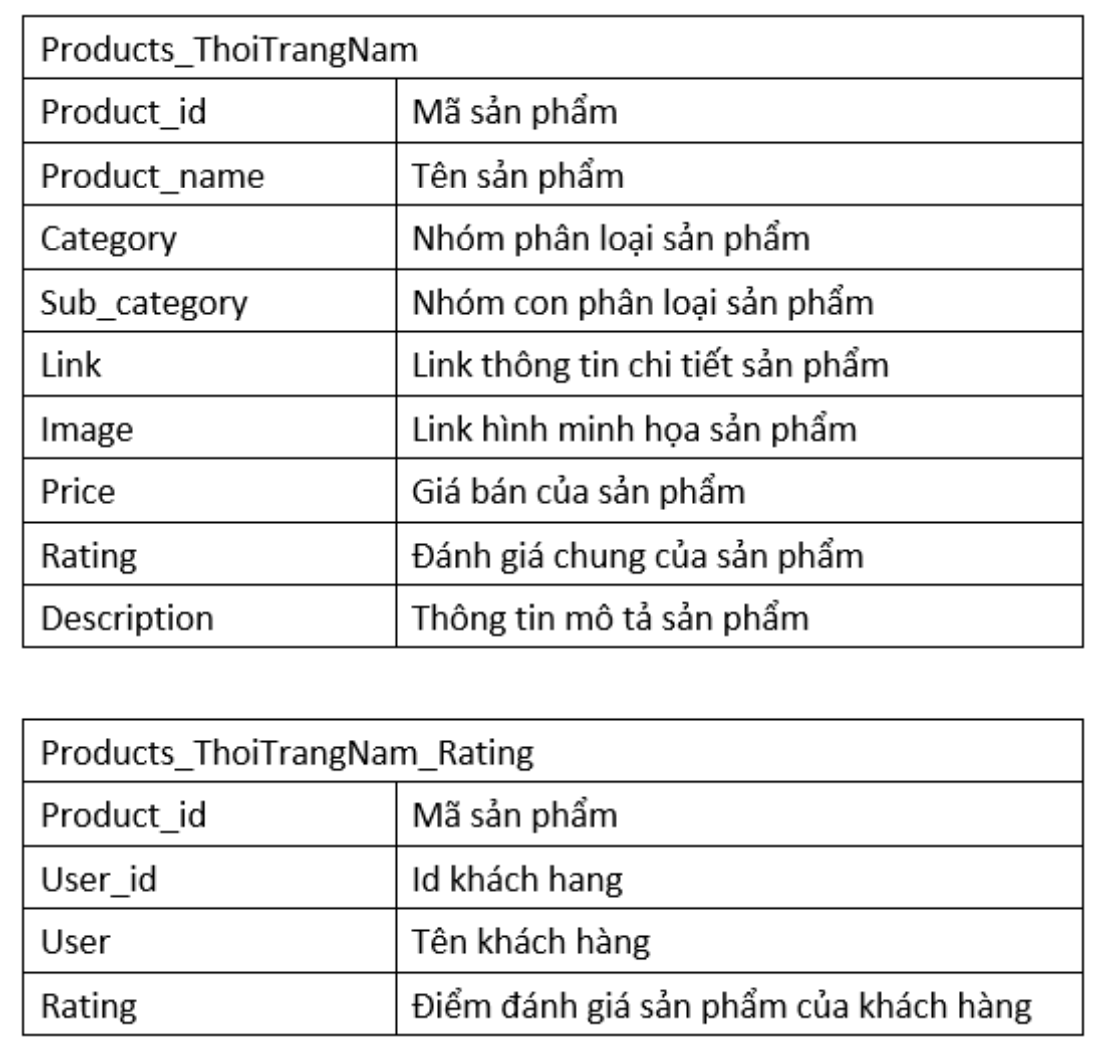 Products_ThoiTrangNam
Product_id Mã sản phẩm
Product_name Tên sản phẩm
Category Nhóm phân loại sản phẩm
Sub_category Nhóm con phân loại sản phẩm
Link Link thông tin chi tiết sản phẩm
Image Link hình minh họa sản phẩm
Price Giá bán của sản phẩm
Rating Đánh giá chung của sản phẩm
Description Thông tin mô tả sản phẩm
Products_ThoiTrangNam_Rating
Product_id Mã sản phẩm
User_id Id khách hang
User Tên khách hàng
Rating Điểm đánh giá sản phẩm của khách hàng